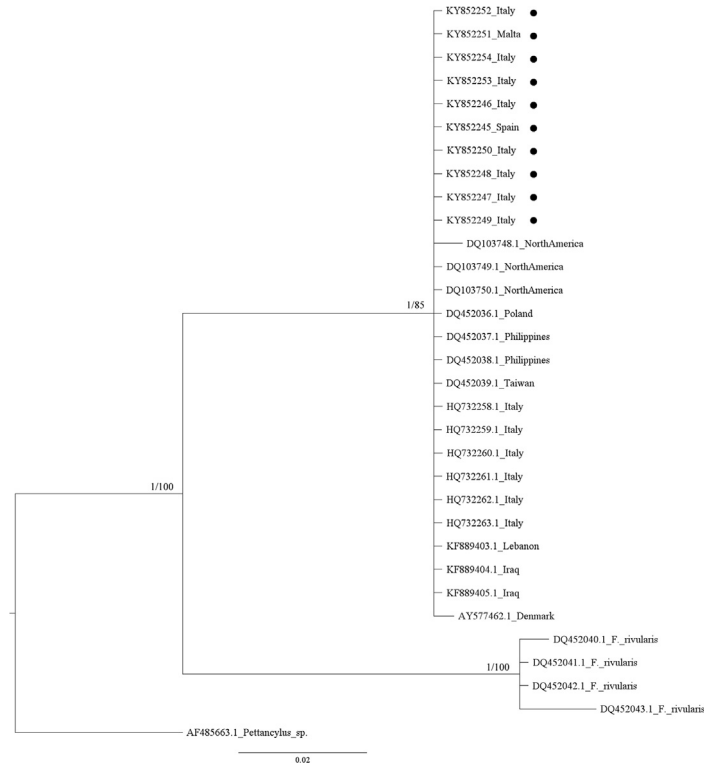 KY852252_Italy
KY852251_Malta
KY852254_Italy
KY852253_Italy
KY852246_Italy
KY852245_Spain
KY852250_Italy
KY852248_Italy
KY852247_Italy
KY852249_Italy
DQ103748.1_NorthAmerica
DQ103749.1_NorthAmerica
DQ103750.1_NorthAmerica
1/85
DQ452036.1_Poland
DQ452037.1_Philippines
DQ452038.1_Philippines
DQ452039.1_Taiwan
HQ732258.1_Italy
HQ732259.1_Italy
HQ732260.1_Italy
HQ732261.1_Italy
1/100
HQ732262.1_Italy
HQ732263.1_Italy
KF889403.1_Lebanon
KF889404.1_Iraq
KF889405.1_Iraq
AY577462.1_Denmark
DQ452040.1_F._rivularis
1/100
DQ452041.1_F._rivularis
DQ452042.1_F._rivularis
DQ452043.1_F._rivularis
AF485663.1_Pettancylus_sp.
0.02